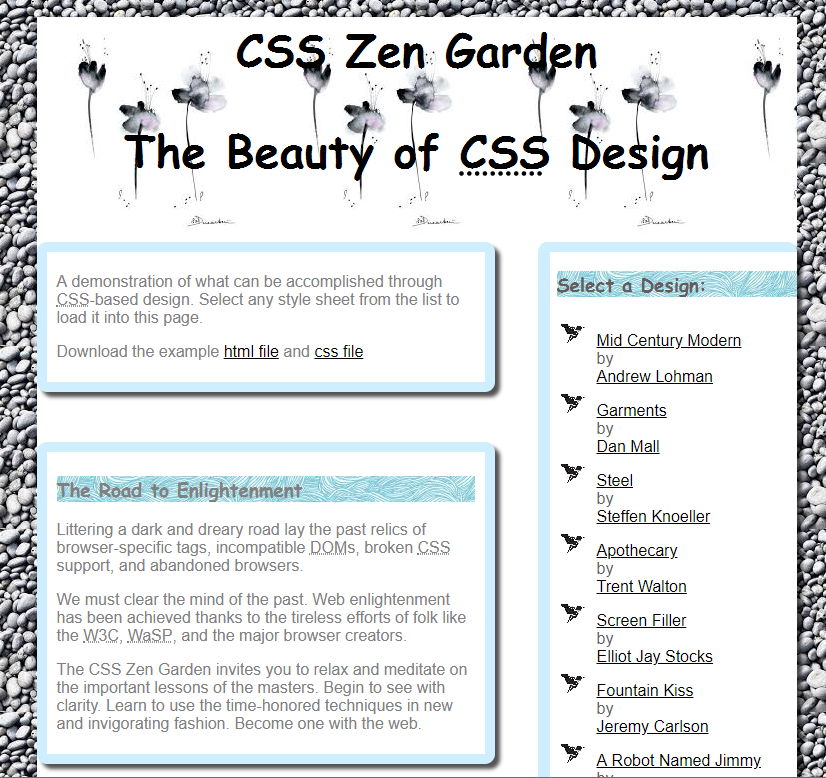 CSS Zen Garden
The Beauty of CSS Design
A demonstration of what can be accomplished through
CSS-based design. Select any style sheet from the list to
load it into this page.
Download the example html file and css file
The Road to Enlightenment
Littering a dark and dreary road lay the past relics of
browser-specific tags, incompatible DOMs, broken CSS
support, and abandoned browsers.
We must clear the mind of the past. Web enlightenment
has been achieved thanks to the tireless efforts of folk like
the W3C, WaSP, and the major browser creators.
The CSS Zen Garden invites you to relax and meditate on
the important lessons of the masters. Begin to see with
clarity. Learn to use the time-honored techniques in new
and invigorating fashion. Become one with the web.
Select a Design:
Mid Century Modern
by
Andrew Lohman
Garments
by
Dan Mall
Steel
by
Steffen Knoeller
Apothecary
by
Trent Walton
Screen Filler
by
Elliot Jay Stocks
Fountain Kiss
by
Jeremy Carlson
A Robot Named Jimmy